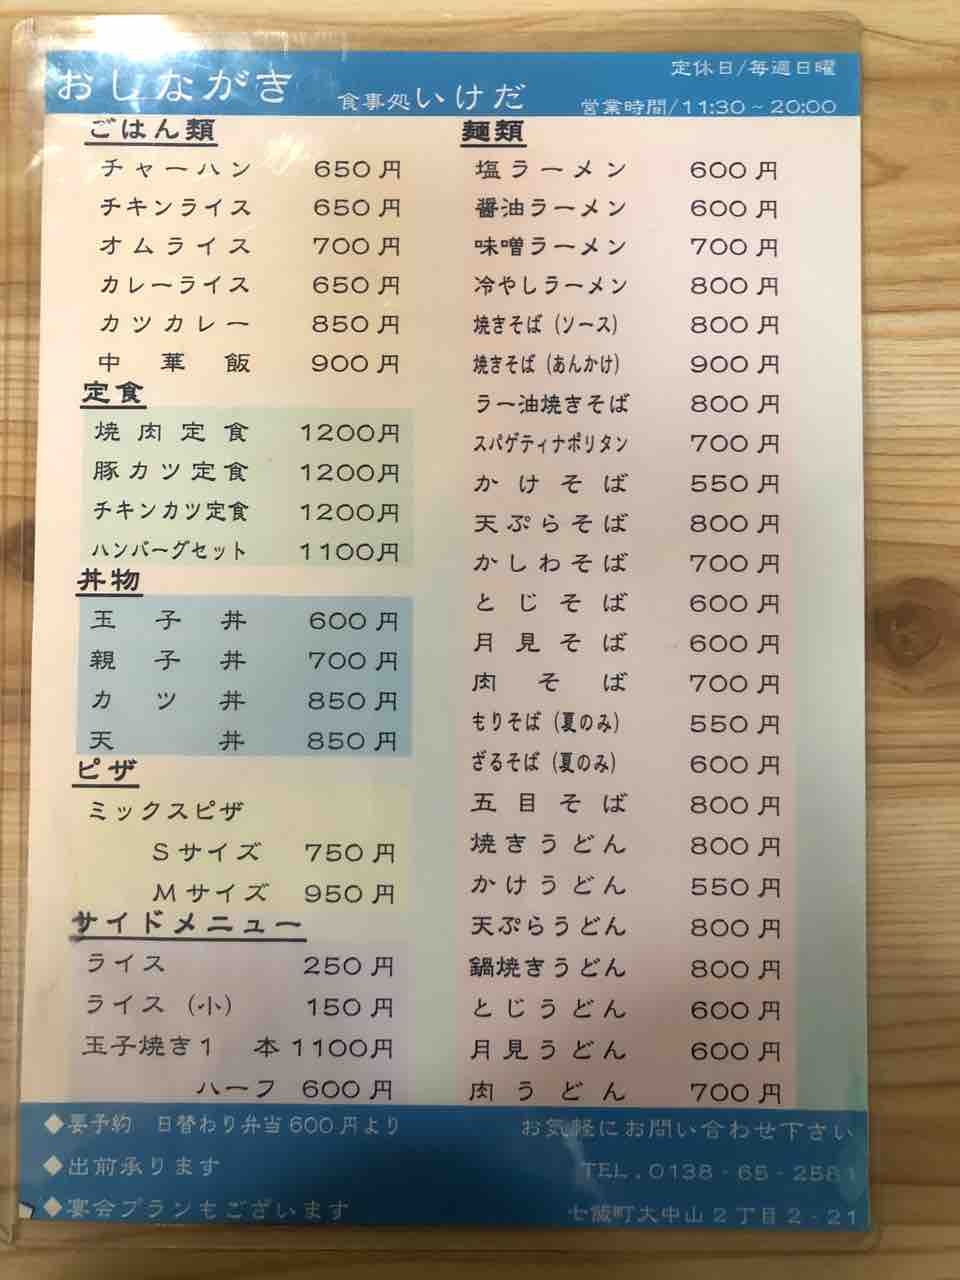 おしながき
食事処いけだ
定休日/毎週日曜
営業時間/11:30~20:00
ごはん類
チャーハン 650円
チキンライス 650円
オムライス 700円
カレーライス 650円
カツカレー 850円
中華飯 900円
定食
焼肉定食 1200円
豚カツ定食 1200円
チキンカツ定食 1200円
ハンバーグセット 1100円
丼物
玉子丼 600円
親子丼 700円
カツ丼 850円
天丼 850円
ピザ
ミックスピザ
Sサイズ 750円
Mサイズ 950円
サイドメニュー
ライス 250円
ライス(小) 150円
玉子焼き1本 1100円
ハーフ 600円
麺類
塩ラーメン 600円
醤油ラーメン 600円
味噌ラーメン 700円
冷やしラーメン 800円
焼きそば(ソース) 800円
焼きそば(あんかけ) 900円
ラー油焼きそば 800円
スパゲティナポリタン 700円
かけそば 550円
天ぷらそば 800円
かしわそば 700円
とじそば 600円
月見そば 600円
肉そば 700円
もりそば(夏のみ) 550円
ざるそば(夏のみ) 600円
五目そば 800円
焼きうどん 800円
かけうどん 550円
天ぷらうどん 800円
鍋焼きうどん 800円
とじうどん 600円
月見うどん 600円
肉うどん 700円
◆要予約 日替わり弁当600円より
◆出前承ります
◆宴会プランもございます
お気軽にお問い合わせ下さい
TEL.0138-65-2581
七飯町大中山2丁目2-21